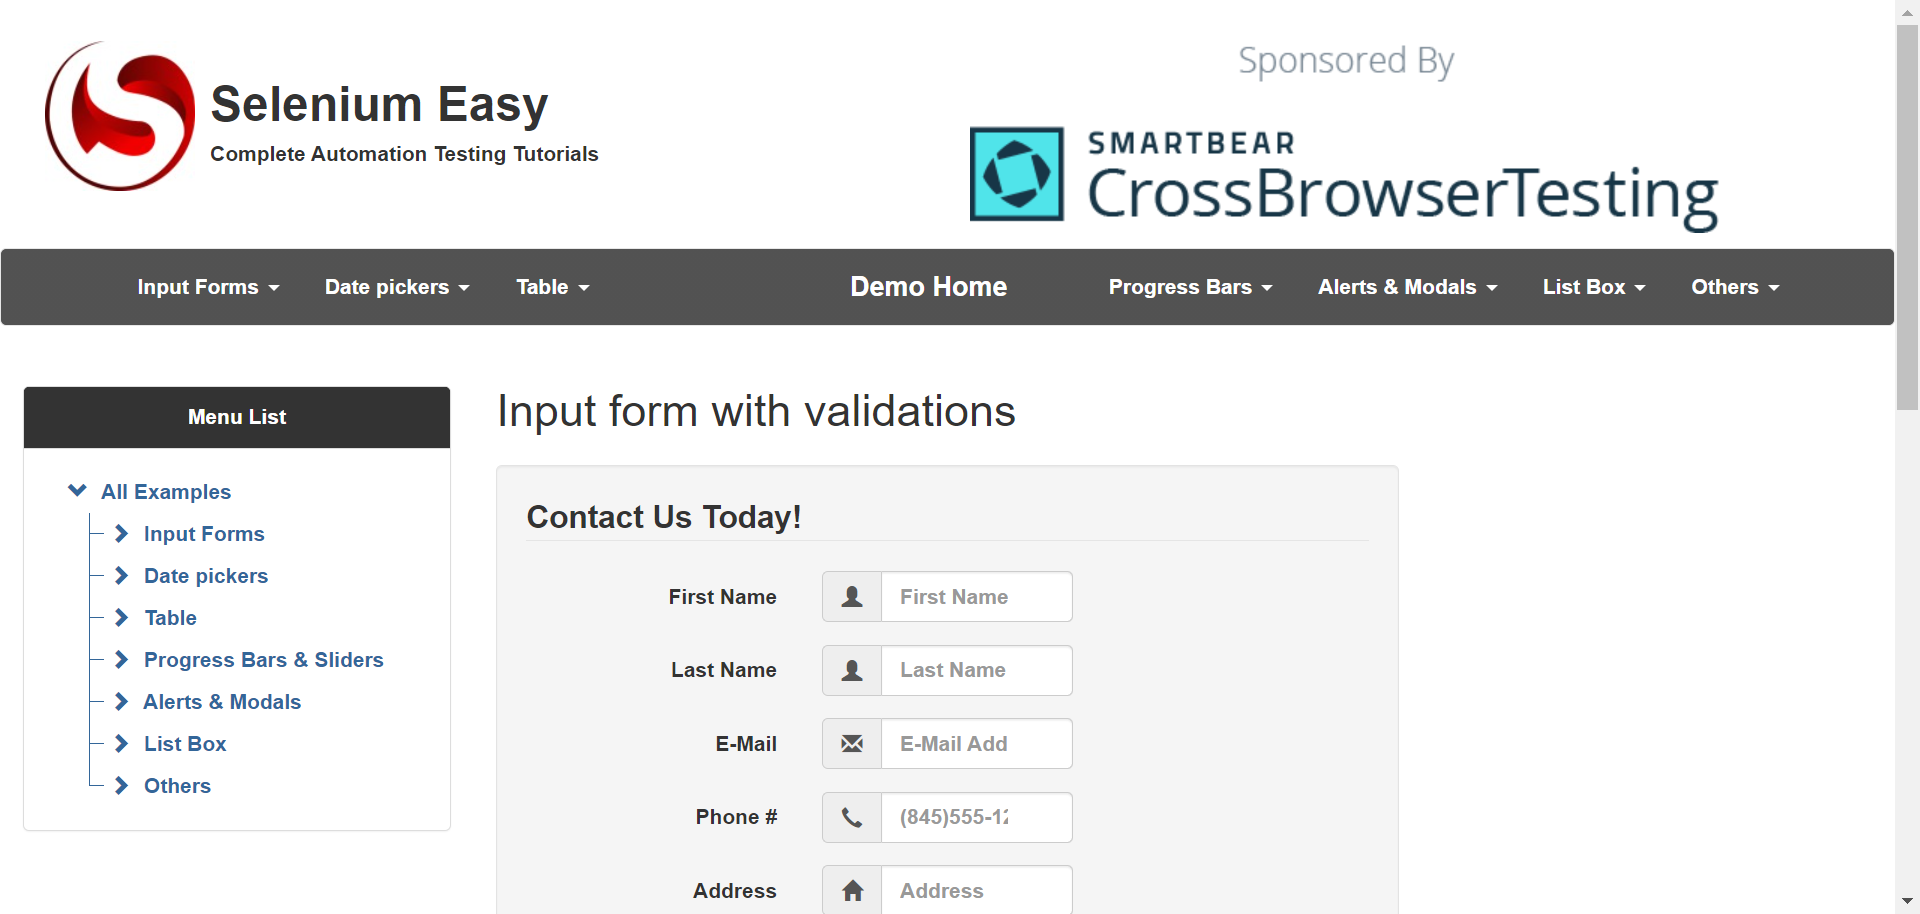 Sponsored By
Selenium Easy
Complete Automation Testing Tutorials
SMARTBEAR
CrossBrowserTesting
Input Forms Date pickers Table Demo Home Progress Bars Alerts & Modals List Box Others
Menu List
All Examples
Input Forms
Date pickers
Table
Progress Bars & Sliders
Alerts & Modals
List Box
Others
Input form with validations
Contact Us Today!
First Name First Name
Last Name Last Name
E-Mail E-Mail Add
Phone # (845)555-12
Address Address